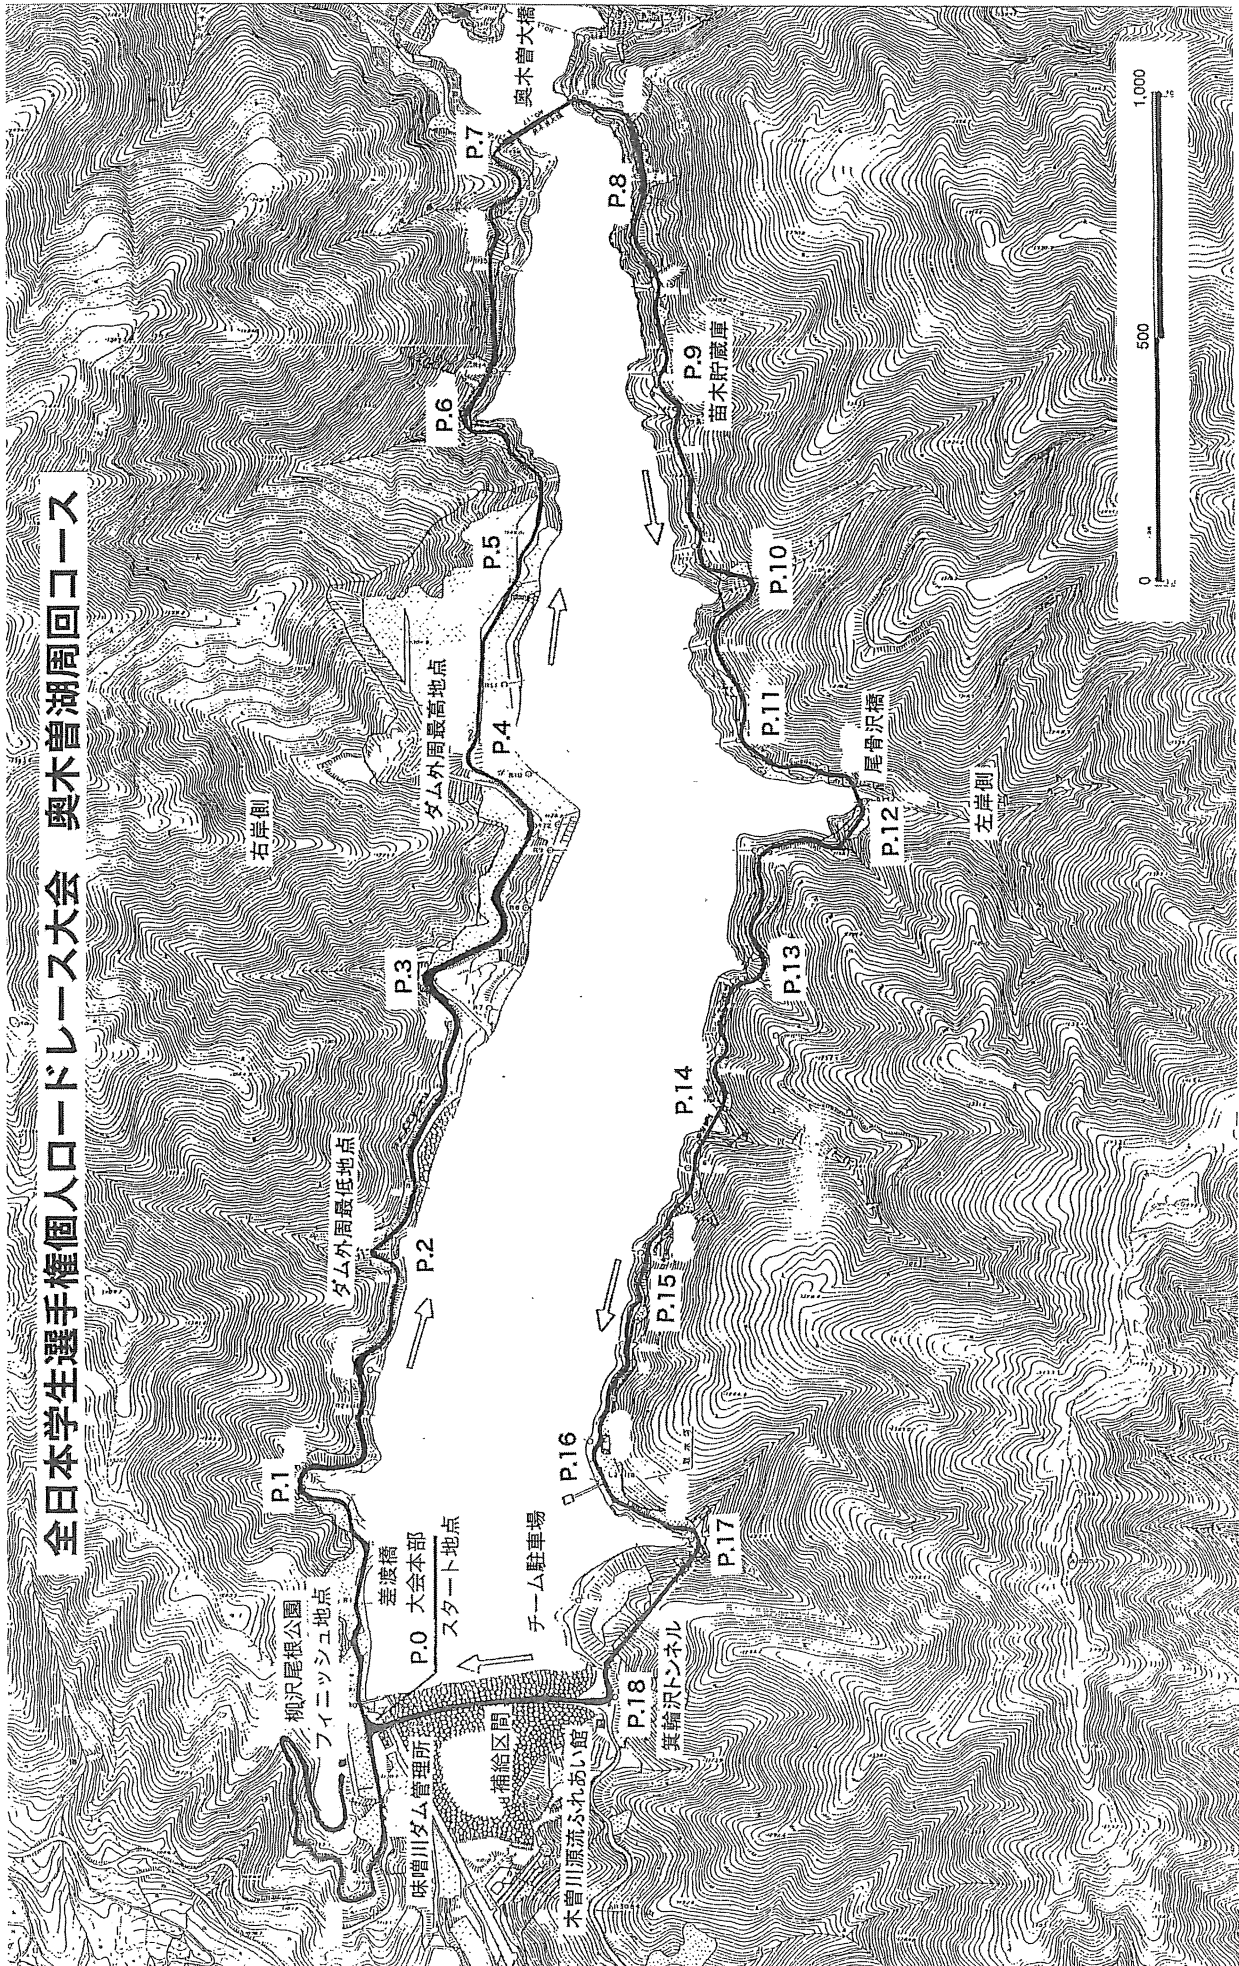 全日本学生選手権個人ロードレース大会　奥木曽湖周回コース
柳沢尾根公園
フィニッシュ地点
味噌川ダム管理所
補給区間
木曽川源流ふれあい館
差渡橋
P.0 大会本部
スタート地点
チーム駐車場
P.1
ダム外周最低地点
P.2
右岸側
P.3
ダム外周最高地点
P.4
P.5
P.6
P.7
奥木曽大橋
P.8
P.9
苗木貯蔵庫
P.10
P.11
尾骨沢橋
P.12
左岸側
P.13
P.14
P.15
P.16
P.17
P.18
箕輪沢トンネル
0
500
1,000